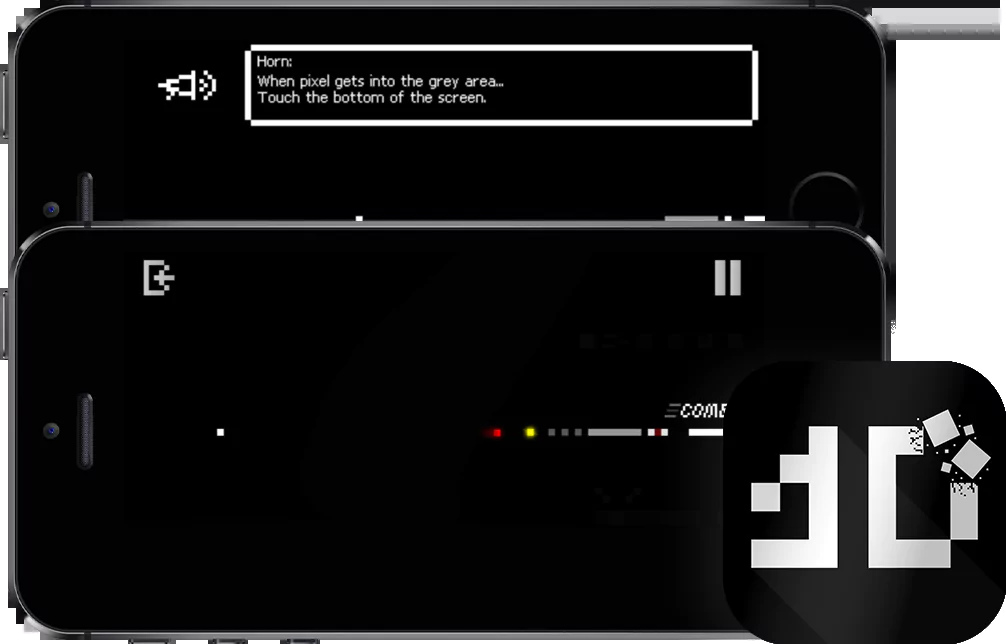 Horn:
When pixel gets into the grey area...
Touch the bottom of the screen.